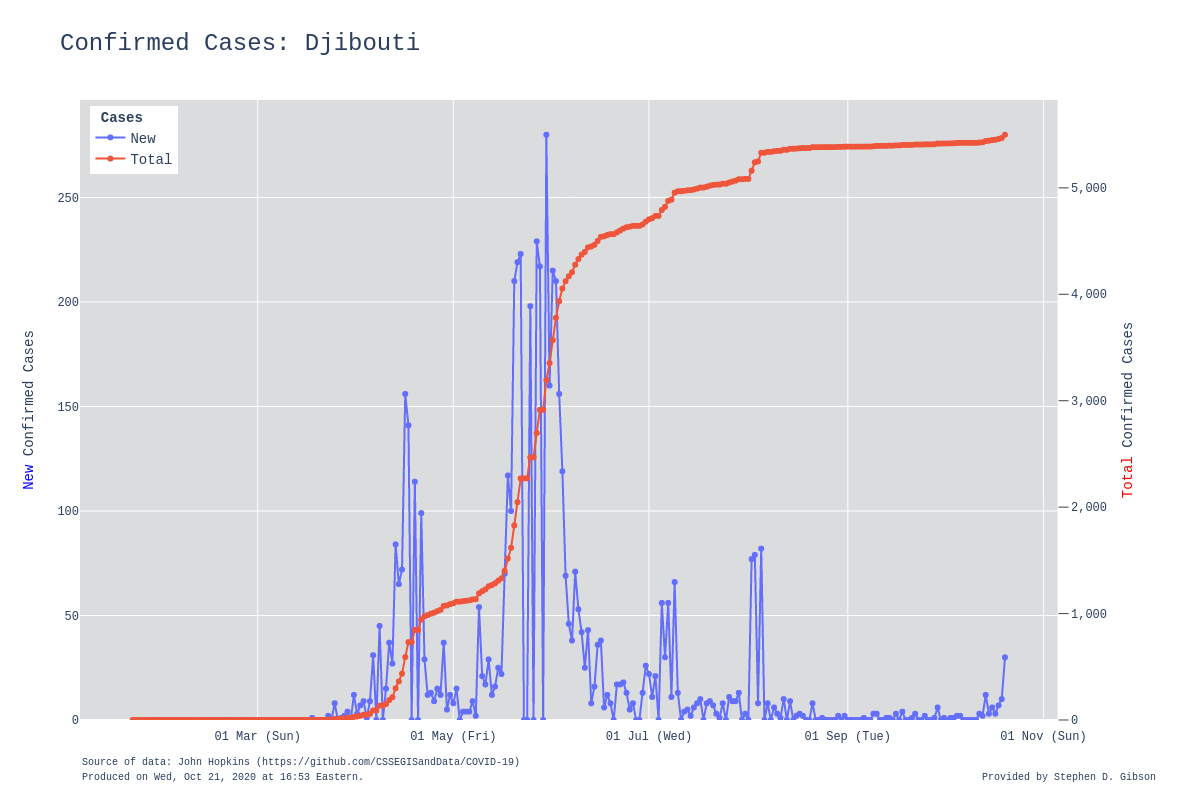 Confirmed Cases: Djibouti
Cases
New
Total
250
200
150
100
50
0
5,000
4,000
3,000
2,000
1,000
0
New Confirmed Cases
Total Confirmed Cases
01 Mar (Sun)
01 May (Fri)
01 Jul (Wed)
01 Sep (Tue)
01 Nov (Sun)
Source of data: John Hopkins (https://github.com/CSSEGISandData/COVID-19)
Produced on Wed, Oct 21, 2020 at 16:53 Eastern.
Provided by Stephen D. Gibson